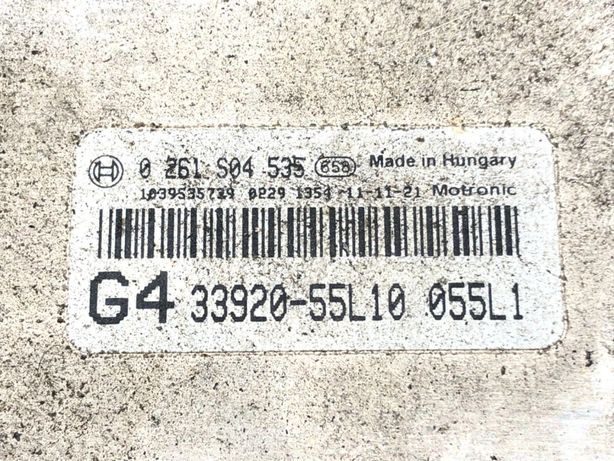 0 261 S04 535 658 Made in Hungary
1039S35729 0229 1354 11-11-21 Motronic
G4 33920-55L10 055L1